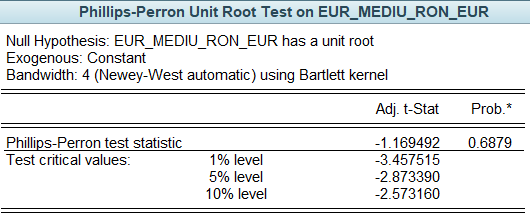 Phillips-Perron Unit Root Test on EUR_MEDIU_RON_EUR
Null Hypothesis: EUR_MEDIU_RON_EUR has a unit root
Exogenous: Constant
Bandwidth: 4 (Newey-West automatic) using Bartlett kernel
Adj. t-Stat Prob.*
Phillips-Perron test statistic -1.169492 0.6879
Test critical values: 1% level -3.457515
5% level -2.873390
10% level -2.573160